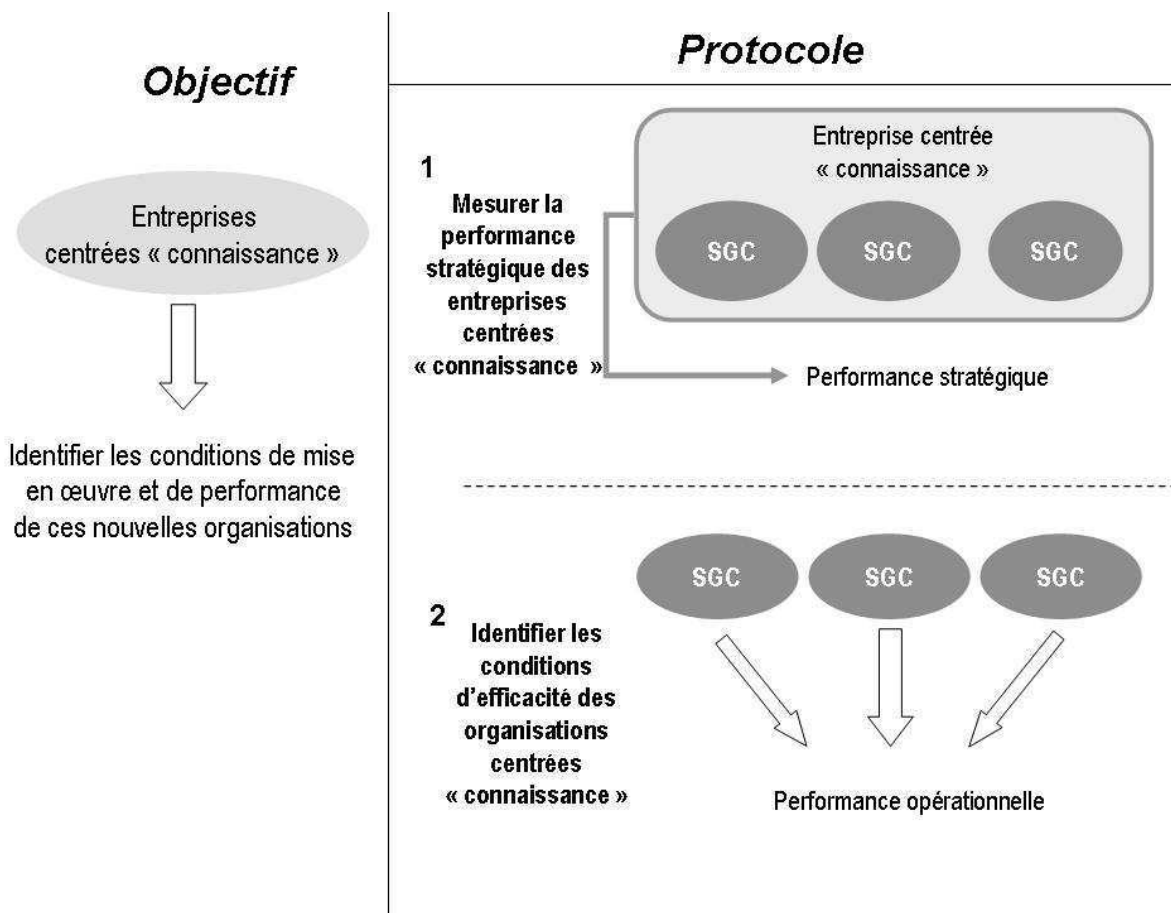 Objectif
Entreprises
centrées « connaissance »
Identifier les conditions de mise
en œuvre et de performance
de ces nouvelles organisations
Protocole
1
Mesurer la
performance
stratégique des
entreprises
centrées
« connaissance »
Entreprise centrée
« connaissance »
SGC
SGC
SGC
Performance stratégique
2
Identifier les
conditions
d'efficacité des
organisations
centrées
« connaissance »
SGC
SGC
SGC
Performance opérationnelle